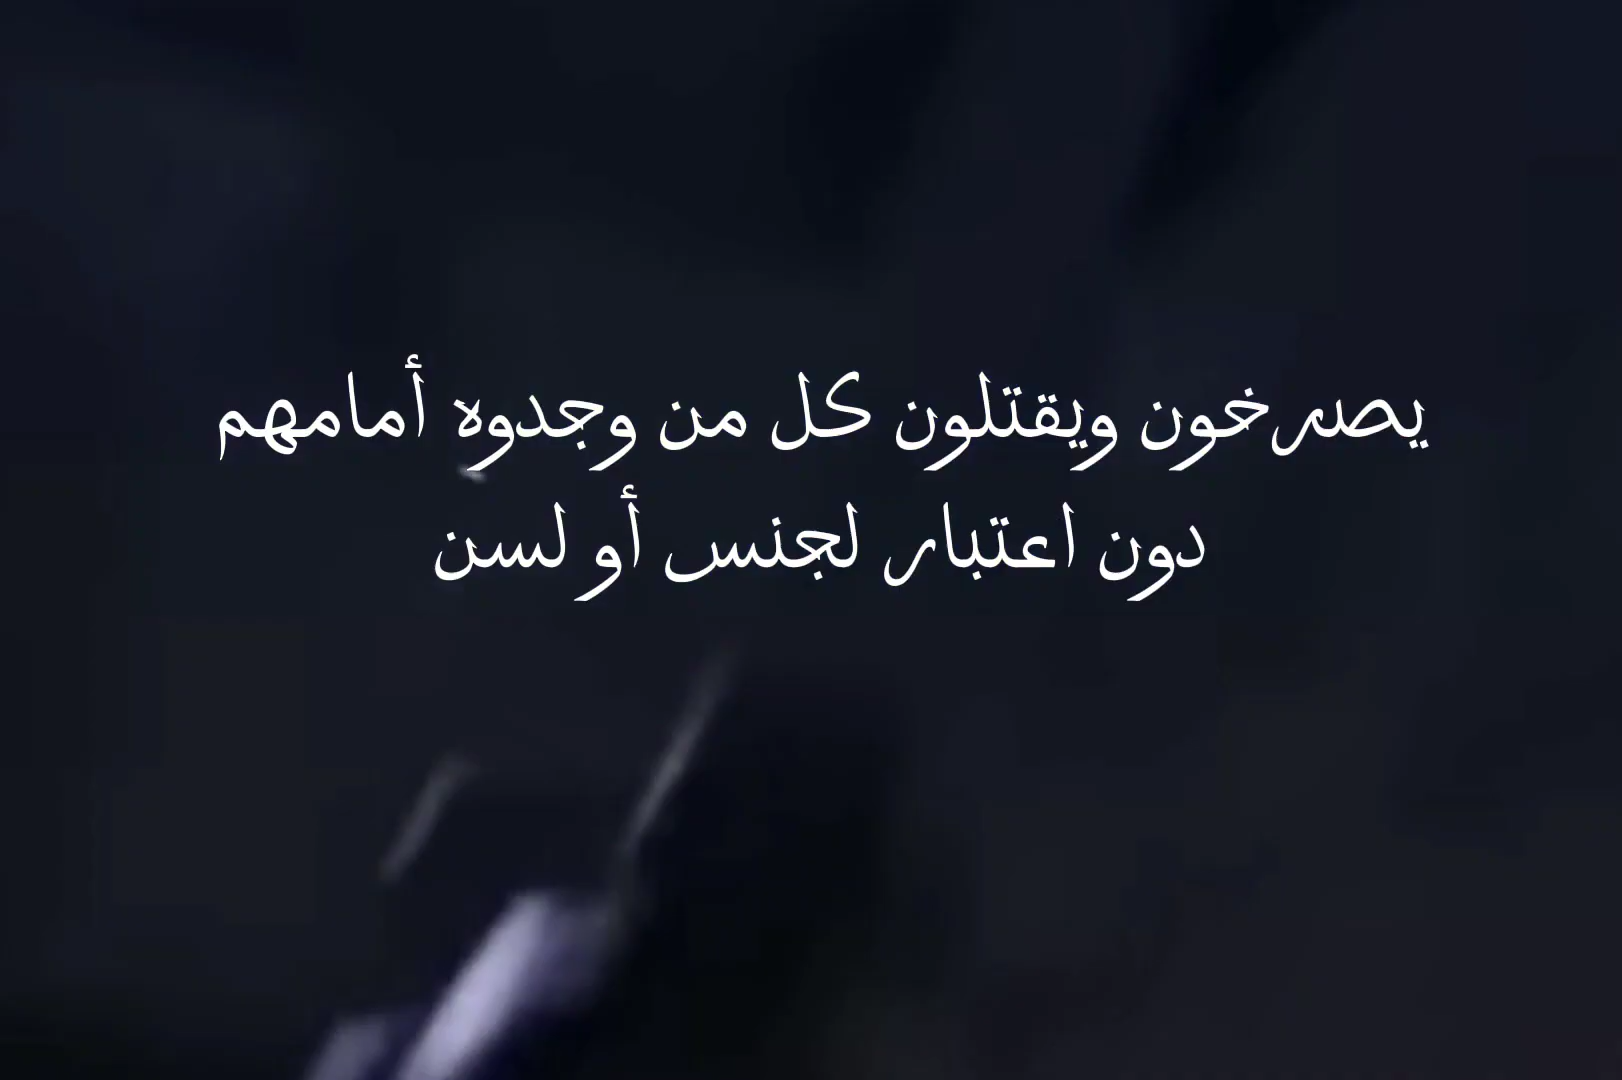 يصرخون ويقتلون كل من وجدوه أمامهم
دون اعتبار لجنس أو لسن